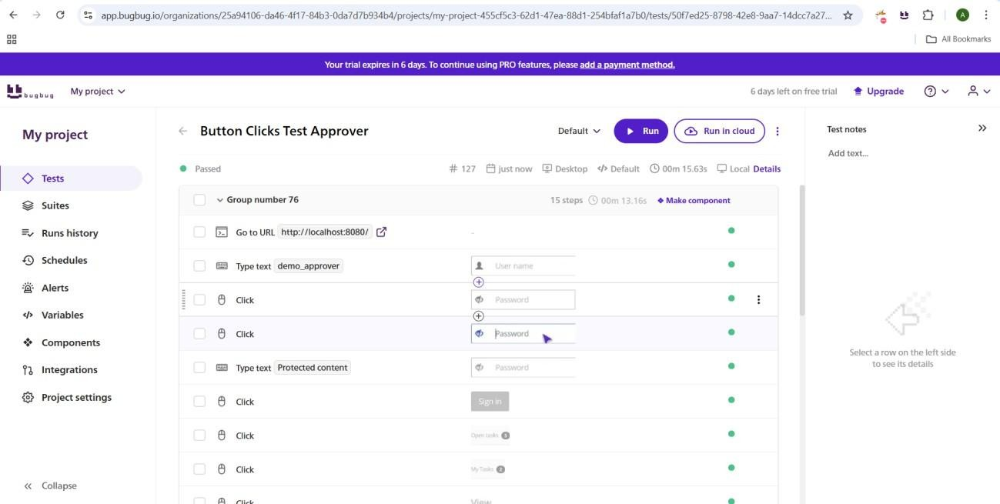 app.bugbug.io/organizations/25a94106-da46-4f17-84b3-0da7d7b934b4/projects/my-project-455cf5c3-62d1-47ea-88d1-254bfaf1a7b0/tests/50f7ed25-8798-42e8-9aa7-14dcc7a27...
A
All Bookmarks
Your trial expires in 6 days. To continue using PRO features, please add a payment method.
bugbug
My project
6 days left on free trial
Upgrade
My project
Tests
Suites
Runs history
Schedules
Alerts
Variables
Components
Integrations
Project settings
Collapse
Button Clicks Test Approver
Default
Run
Run in cloud
Passed
# 127
just now
Desktop
Default
00m 15.63s
Local Details
Group number 76
15 steps
00m 13.16s
Make component
Go to URL http://localhost:8080/
-
Type text demo_approver
User name
Click
Password
Click
Password
Type text Protected content
Password
Click
Sign in
Click
Open tasks 5
Click
My Tasks 2
Click
View
Test notes
Add text...
Select a row on the left side
to see its details